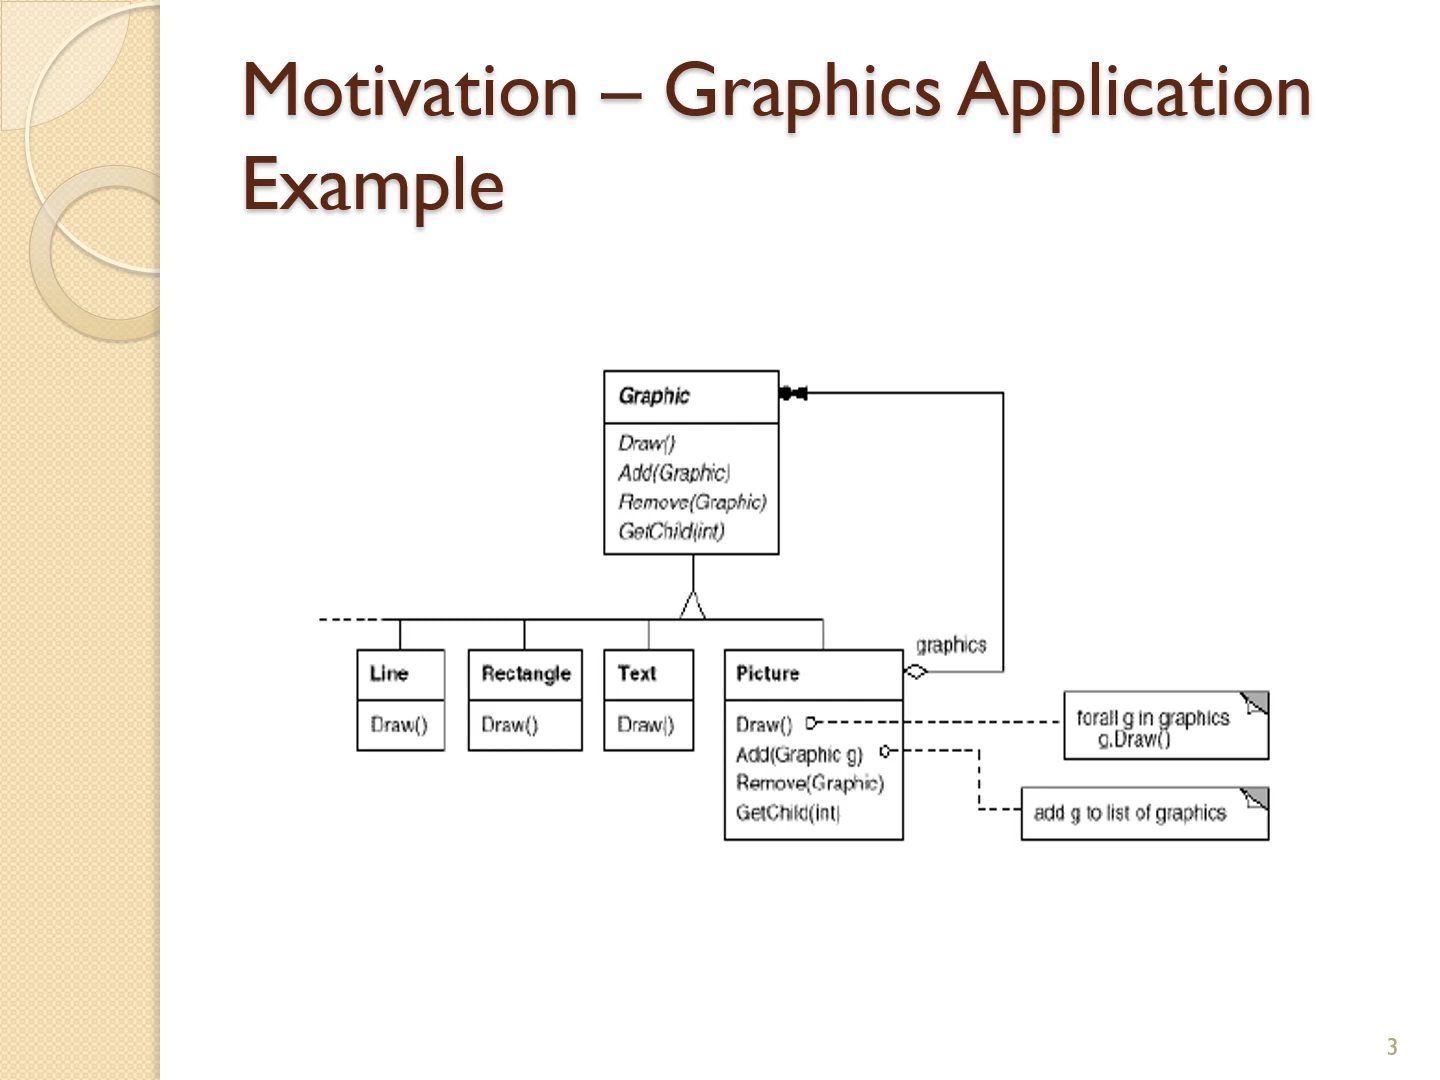 Motivation – Graphics Application
Example
Graphic
Draw()
Add(Graphic)
Remove(Graphic)
GetChild(int)
graphics
Line
Draw()
Rectangle
Draw()
Text
Draw()
Picture
Draw()
Add(Graphic g)
Remove(Graphic)
GetChild(int)
forall g in graphics
g.Draw()
add g to list of graphics
3